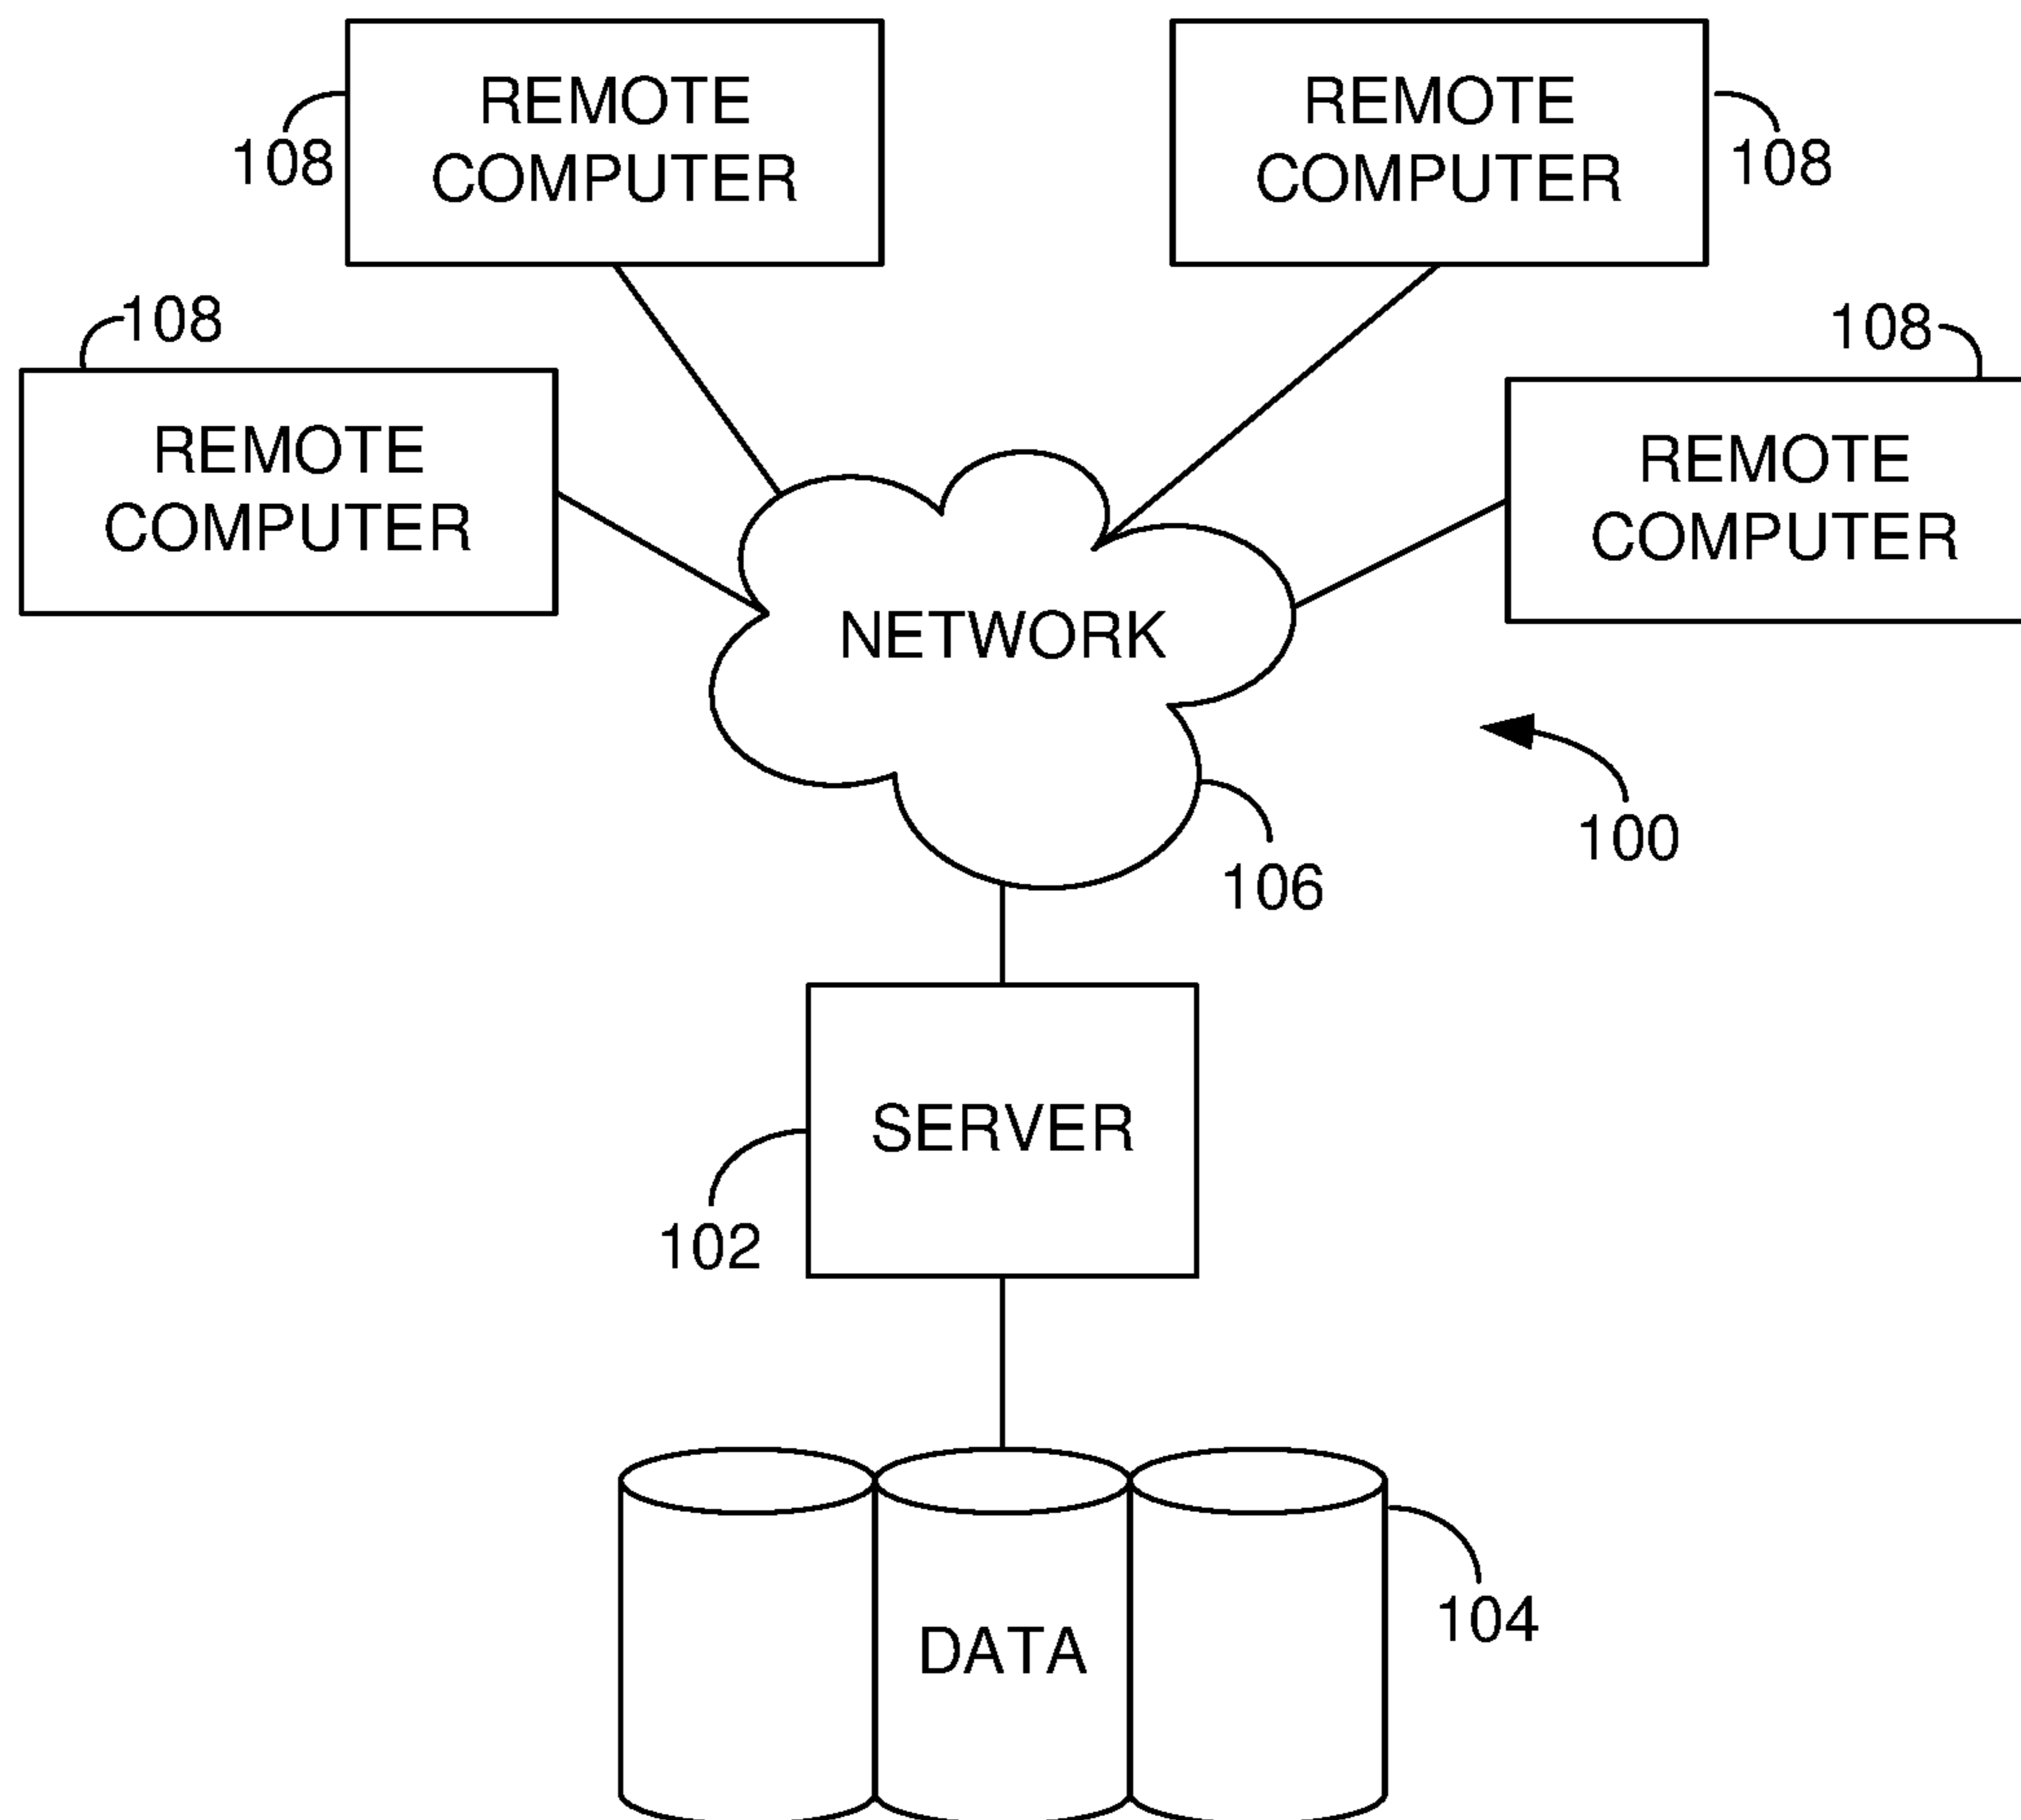 REMOTE
COMPUTER
108
REMOTE
COMPUTER
108
108
REMOTE
COMPUTER
108
REMOTE
COMPUTER
NETWORK
100
106
SERVER
102
104
DATA